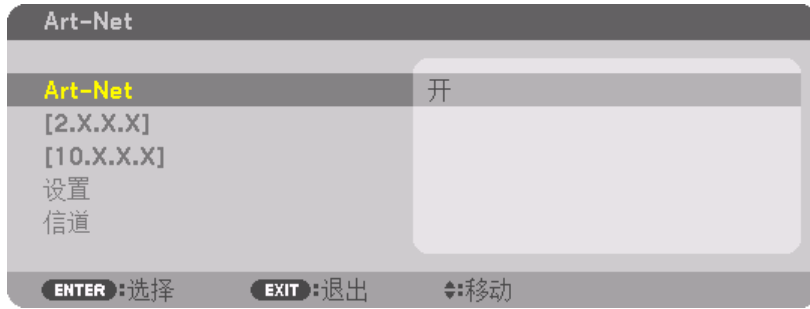 Art-Net
Art-Net 开
[2.X.X.X]
[10.X.X.X]
设置
信道
ENTER:选择 EXIT:退出 :移动